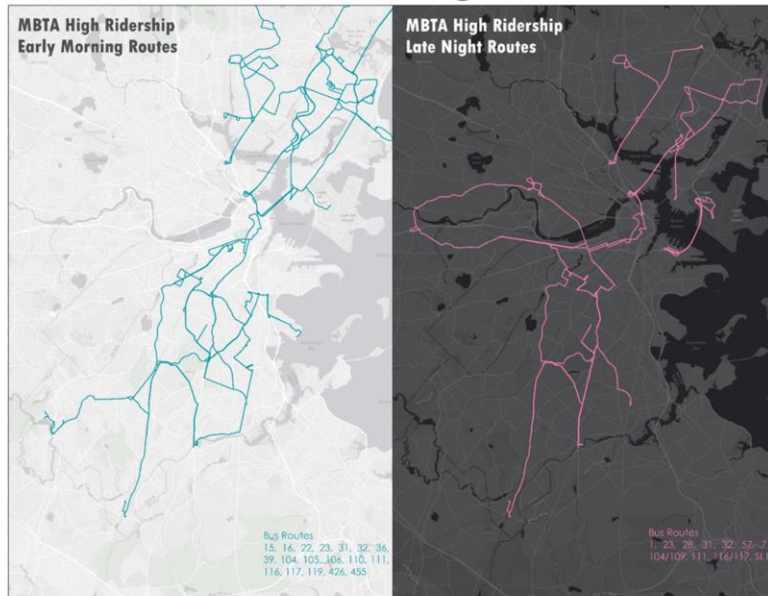 MBTA High Ridership
Early Morning Routes
Bus Routes
15, 16, 22, 23, 31, 32, 36,
39, 104, 105, 106, 110, 111,
116, 117, 119, 426, 455
MBTA High Ridership
Late Night Routes
Bus Routes
1, 23, 28, 31, 32, 57, 7
104/109, 111, 116/117, SL1